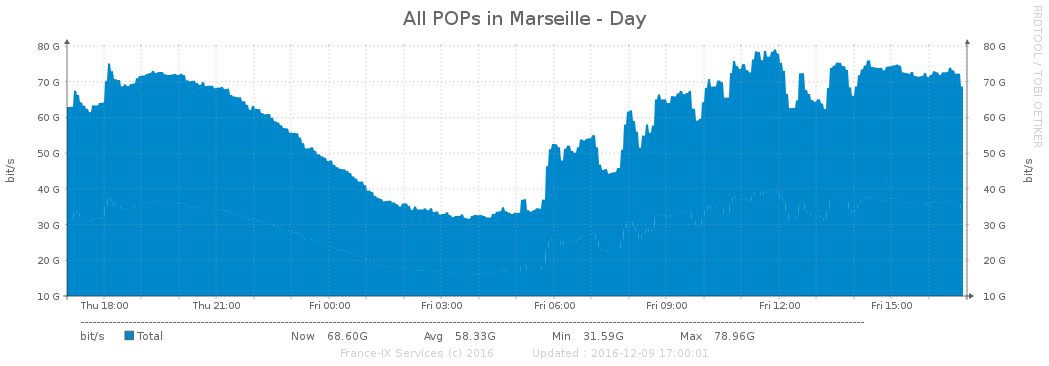 All POPs in Marseille - Day
RRDTOOL / TOBI OETIKER
80 G 80 G
70 G 70 G
60 G 60 G
50 G 50 G
40 G 40 G
30 G 30 G
20 G 20 G
10 G 10 G
bit/s
bit/s
Thu 18:00 Thu 21:00 Fri 00:00 Fri 03:00 Fri 06:00 Fri 09:00 Fri 12:00 Fri 15:00
bit/s Total Now 68.60G Avg 58.33G Min 31.59G Max 78.96G
France-IX Services (c) 2016 Updated : 2016-12-09 17:00:01